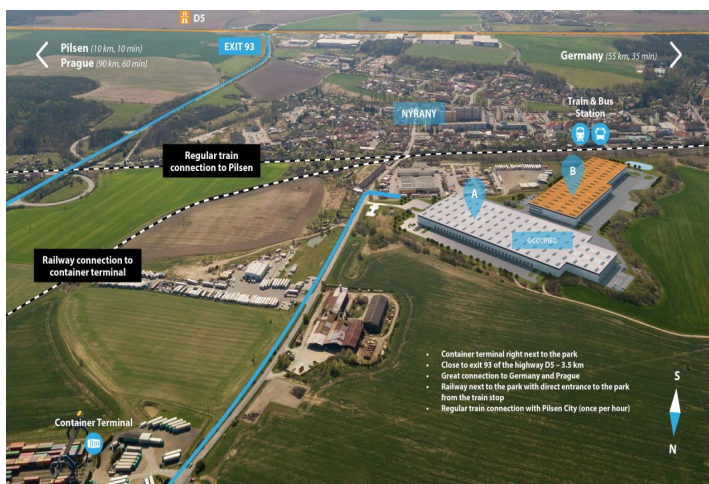 D5
EXIT 93
Pilsen (10 km, 10 min)
Prague (90 km, 60 min)
Germany (55 km, 35 min)
Train & Bus
Station
NÝŘANY
Regular train
connection to Pilsen
A
B
OCCUPIED
Railway connection to
container terminal
• Container terminal right next to the park
• Close to exit 93 of the highway D5 – 3.5 km
• Great connection to Germany and Prague
• Railway next to the park with direct entrance to the park
from the train stop
• Regular train connection with Pilsen City (once per hour)
S
N
Container Terminal